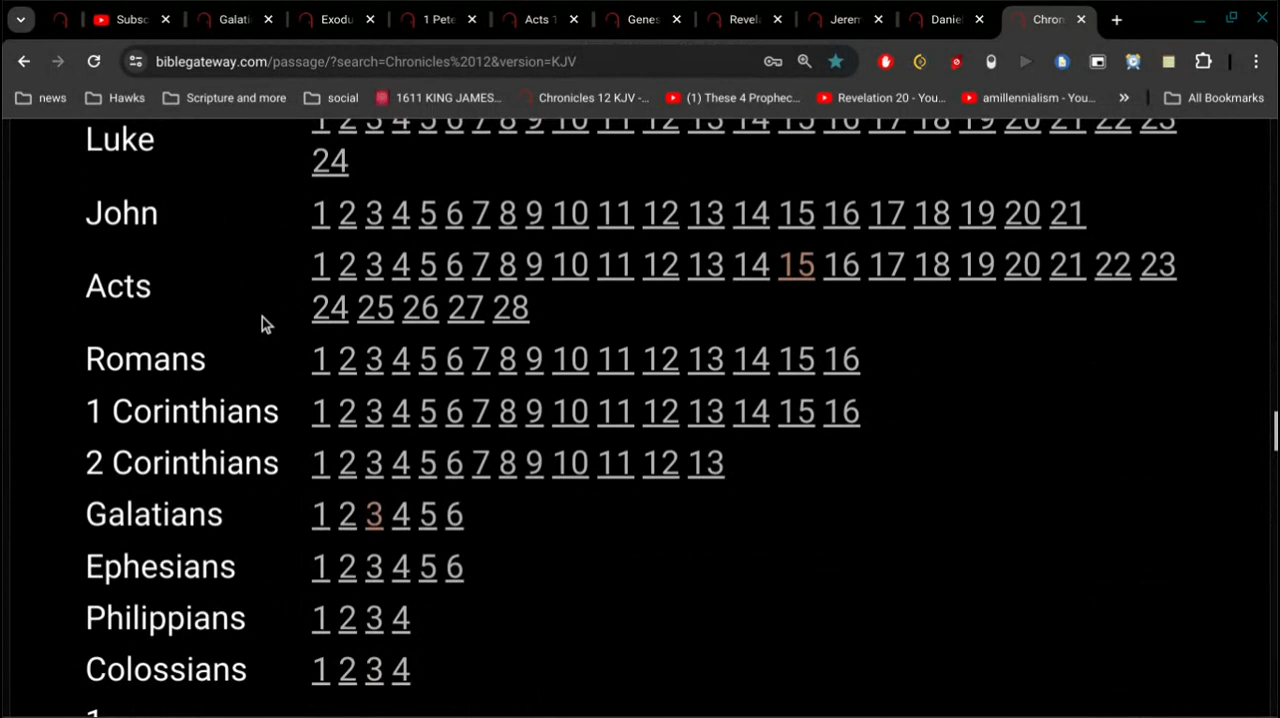 Subsc
Galati
Exodu
1 Pete
Acts 1
Genes
Revela
Jerem
Daniel
Chron
biblegateway.com/passage/?search=Chronicles%2012&version=KJV
news
Hawks
Scripture and more
social
1611 KING JAMES...
Chronicles 12 KJV -...
(1) These 4 Prophec...
Revelation 20 - You...
amillennialism - You...
All Bookmarks
Luke 1 2 3 4 5 6 7 8 9 10 11 12 13 14 15 16 17 18 19 20 21 22 23
24
John 1 2 3 4 5 6 7 8 9 10 11 12 13 14 15 16 17 18 19 20 21
Acts 1 2 3 4 5 6 7 8 9 10 11 12 13 14 15 16 17 18 19 20 21 22 23
24 25 26 27 28
Romans 1 2 3 4 5 6 7 8 9 10 11 12 13 14 15 16
1 Corinthians 1 2 3 4 5 6 7 8 9 10 11 12 13 14 15 16
2 Corinthians 1 2 3 4 5 6 7 8 9 10 11 12 13
Galatians 1 2 3 4 5 6
Ephesians 1 2 3 4 5 6
Philippians 1 2 3 4
Colossians 1 2 3 4
1